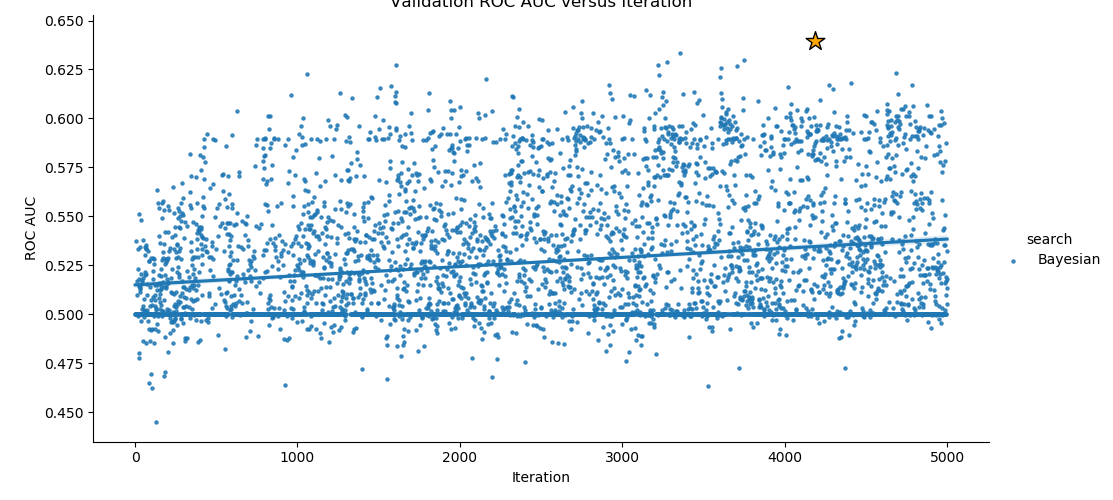 Validation ROC AUC versus Iteration
0.650
0.625
0.600
0.575
0.550
0.525
0.500
0.475
0.450
ROC AUC
0 1000 2000 3000 4000 5000
Iteration
search
Bayesian